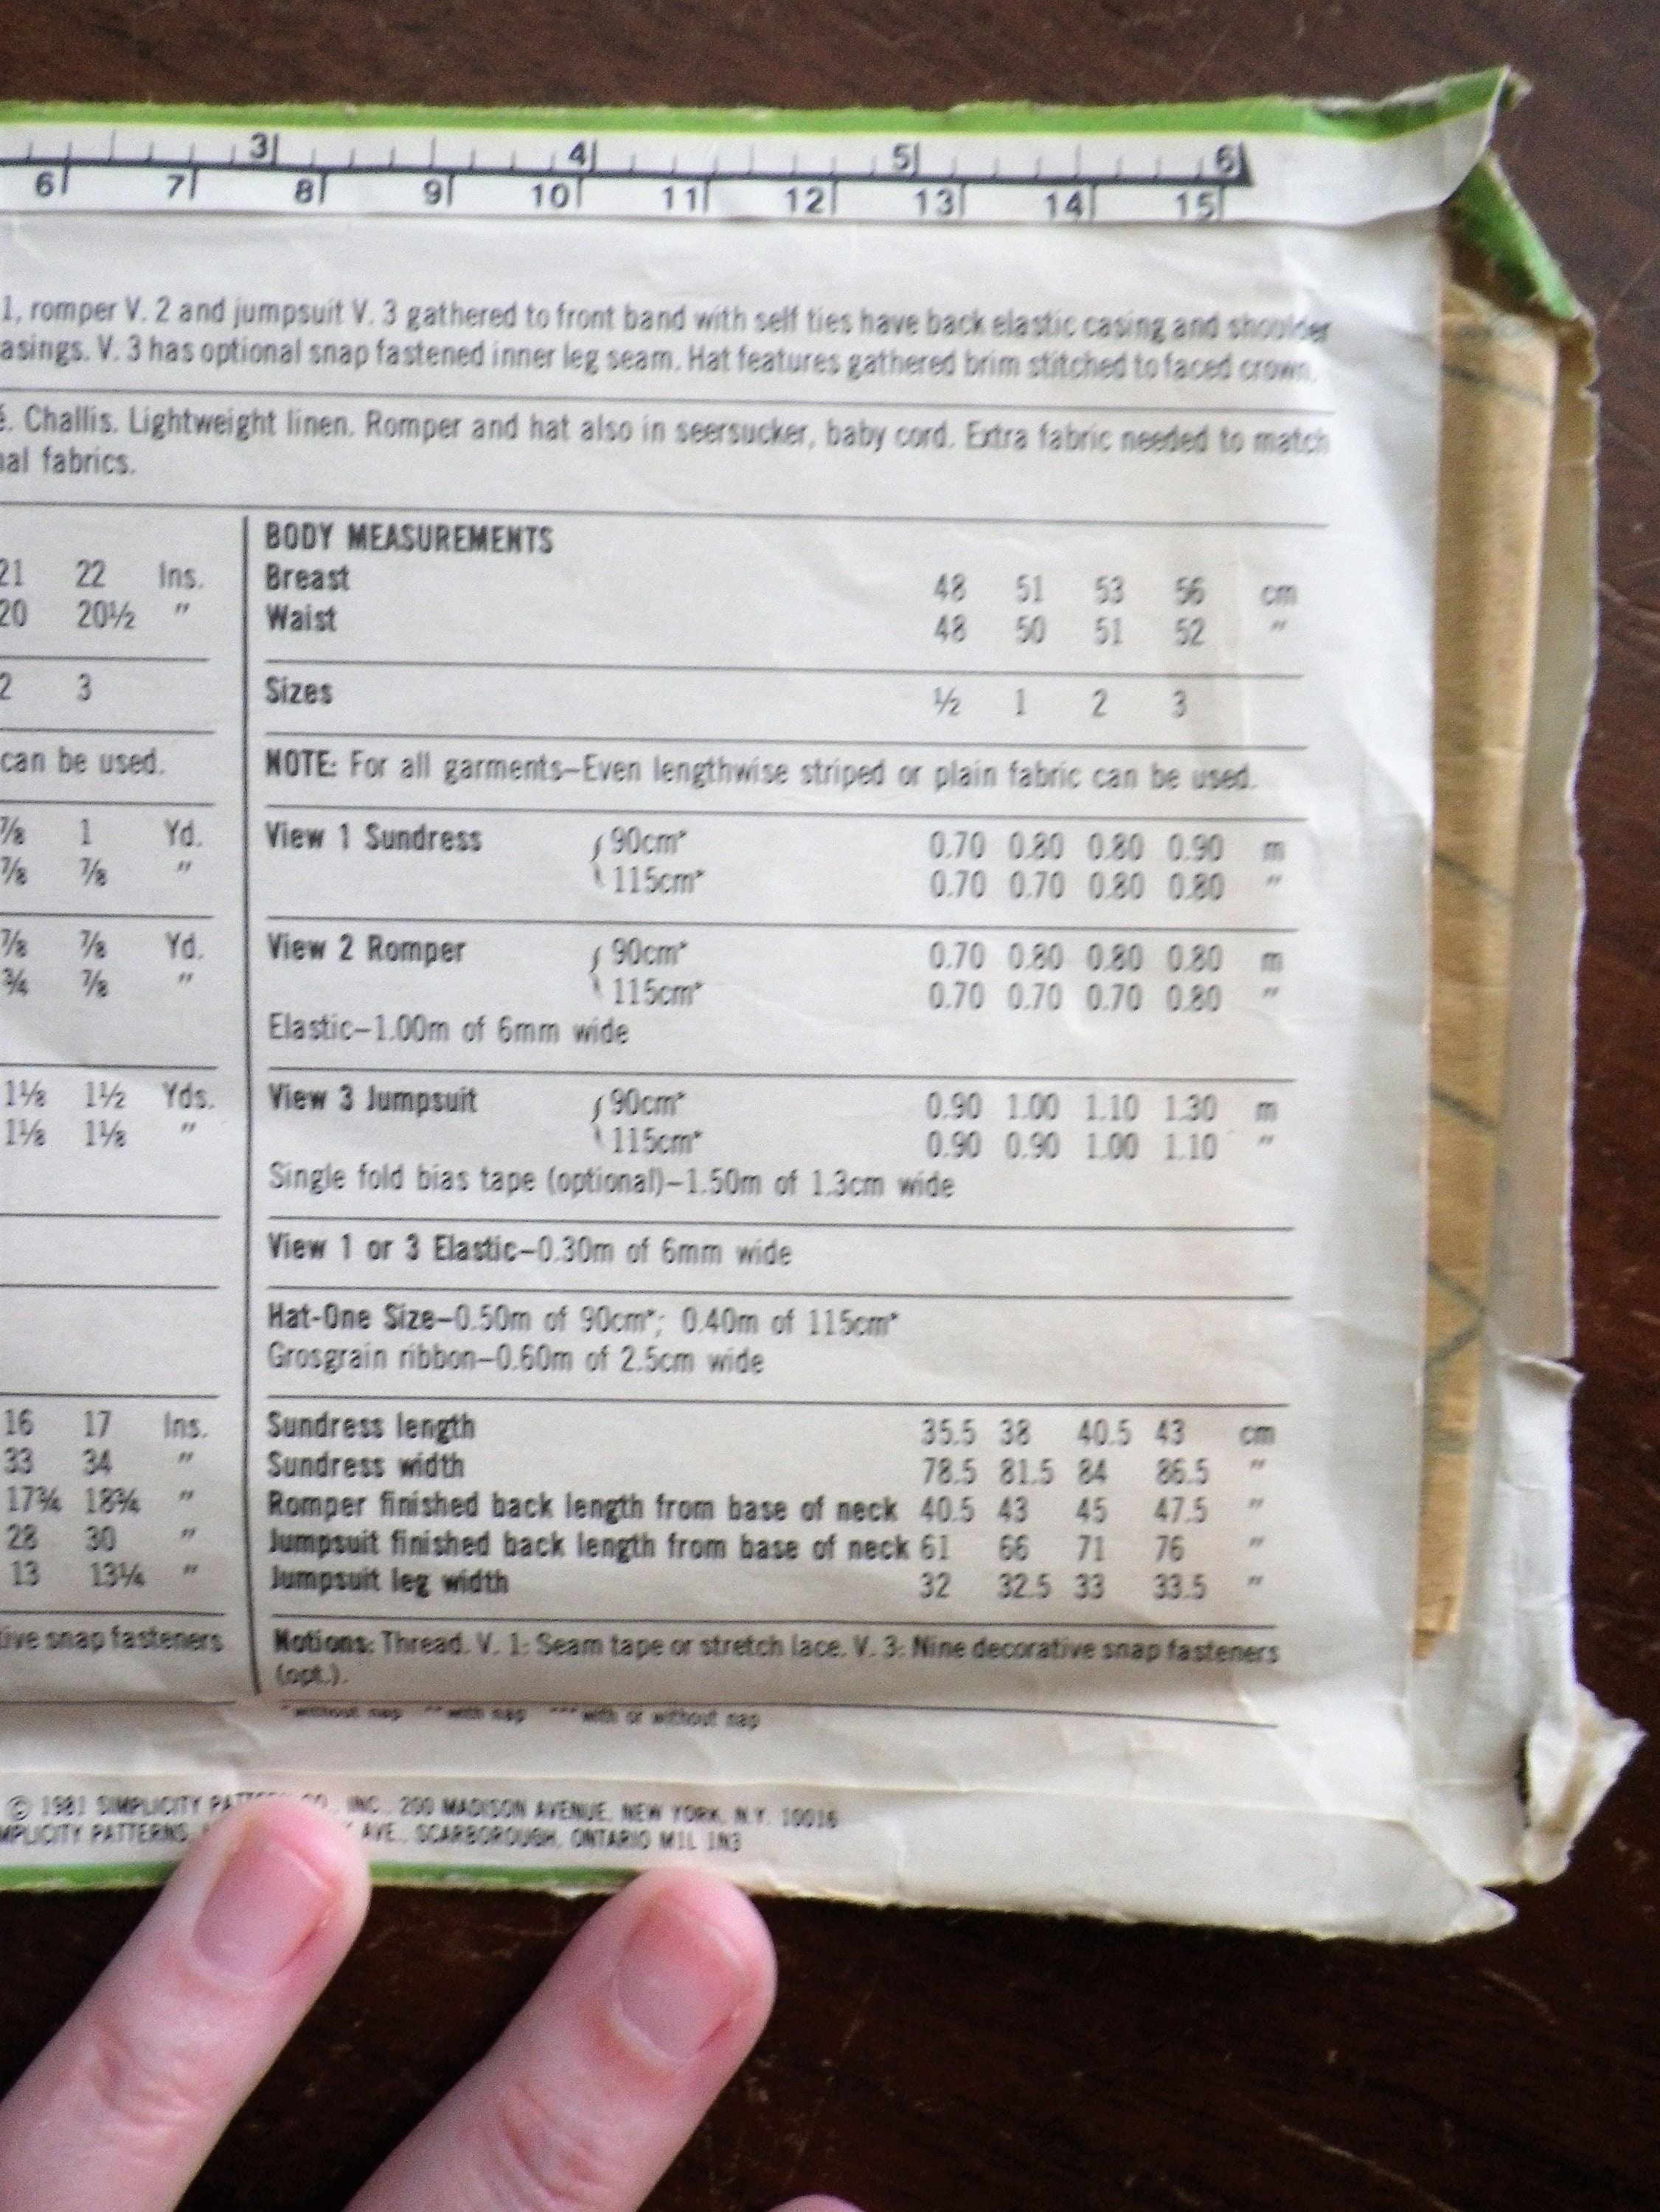 3 4 5 6
6 7 8 9 10 11 12 13 14 15
1, romper V. 2 and jumpsuit V. 3 gathered to front band with self ties have back elastic casing and shoulder
asings. V. 3 has optional snap fastened inner leg seam. Hat features gathered brim stitched to faced crown.
Challis. Lightweight linen. Romper and hat also in seersucker, baby cord. Extra fabric needed to match
nal fabrics.
BODY MEASUREMENTS
21 22 Ins. Breast 48 51 53 56 cm
20 20½ " Waist 48 50 51 52 "
2 3 Sizes ½ 1 2 3
can be used. NOTE: For all garments–Even lengthwise striped or plain fabric can be used.
⅞ 1 Yd. View 1 Sundress 90cm* 0.70 0.80 0.80 0.90 m
⅞ ⅞ " 115cm* 0.70 0.70 0.80 0.80 "
⅞ ⅞ Yd. View 2 Romper 90cm* 0.70 0.80 0.80 0.80 m
¾ ⅞ " 115cm* 0.70 0.70 0.70 0.80 "
Elastic–1.00m of 6mm wide
1⅛ 1½ Yds. View 3 Jumpsuit 90cm* 0.90 1.00 1.10 1.30 m
1⅛ 1⅛ " 115cm* 0.90 0.90 1.00 1.10 "
Single fold bias tape (optional)–1.50m of 1.3cm wide
View 1 or 3 Elastic–0.30m of 6mm wide
Hat-One Size–0.50m of 90cm*; 0.40m of 115cm*
Grosgrain ribbon–0.60m of 2.5cm wide
16 17 Ins. Sundress length 35.5 38 40.5 43 cm
33 34 " Sundress width 78.5 81.5 84 86.5 "
17¾ 18¾ " Romper finished back length from base of neck 40.5 43 45 47.5 "
28 30 " Jumpsuit finished back length from base of neck 61 66 71 76 "
13 13¼ " Jumpsuit leg width 32 32.5 33 33.5 "
tive snap fasteners Notions: Thread. V. 1: Seam tape or stretch lace. V. 3: Nine decorative snap fasteners
(opt.).
*without nap **with nap ***with or without nap
© 1981 SIMPLICITY CO., INC., 200 MADISON AVENUE, NEW YORK, N.Y. 10016
MPLICITY PATTERNS, AVE., SCARBOROUGH, ONTARIO M1L 1N3